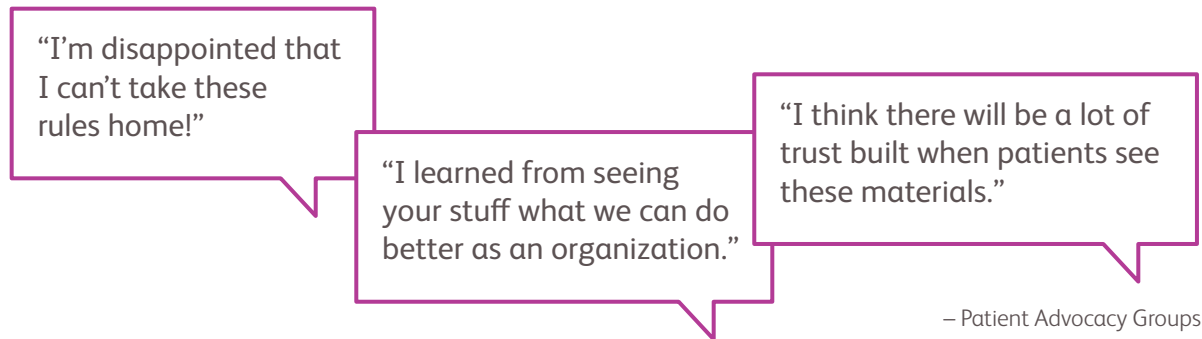 “I’m disappointed that
I can’t take these
rules home!”
“I learned from seeing
your stuff what we can do
better as an organization.”
“I think there will be a lot of
trust built when patients see
these materials.”
– Patient Advocacy Groups